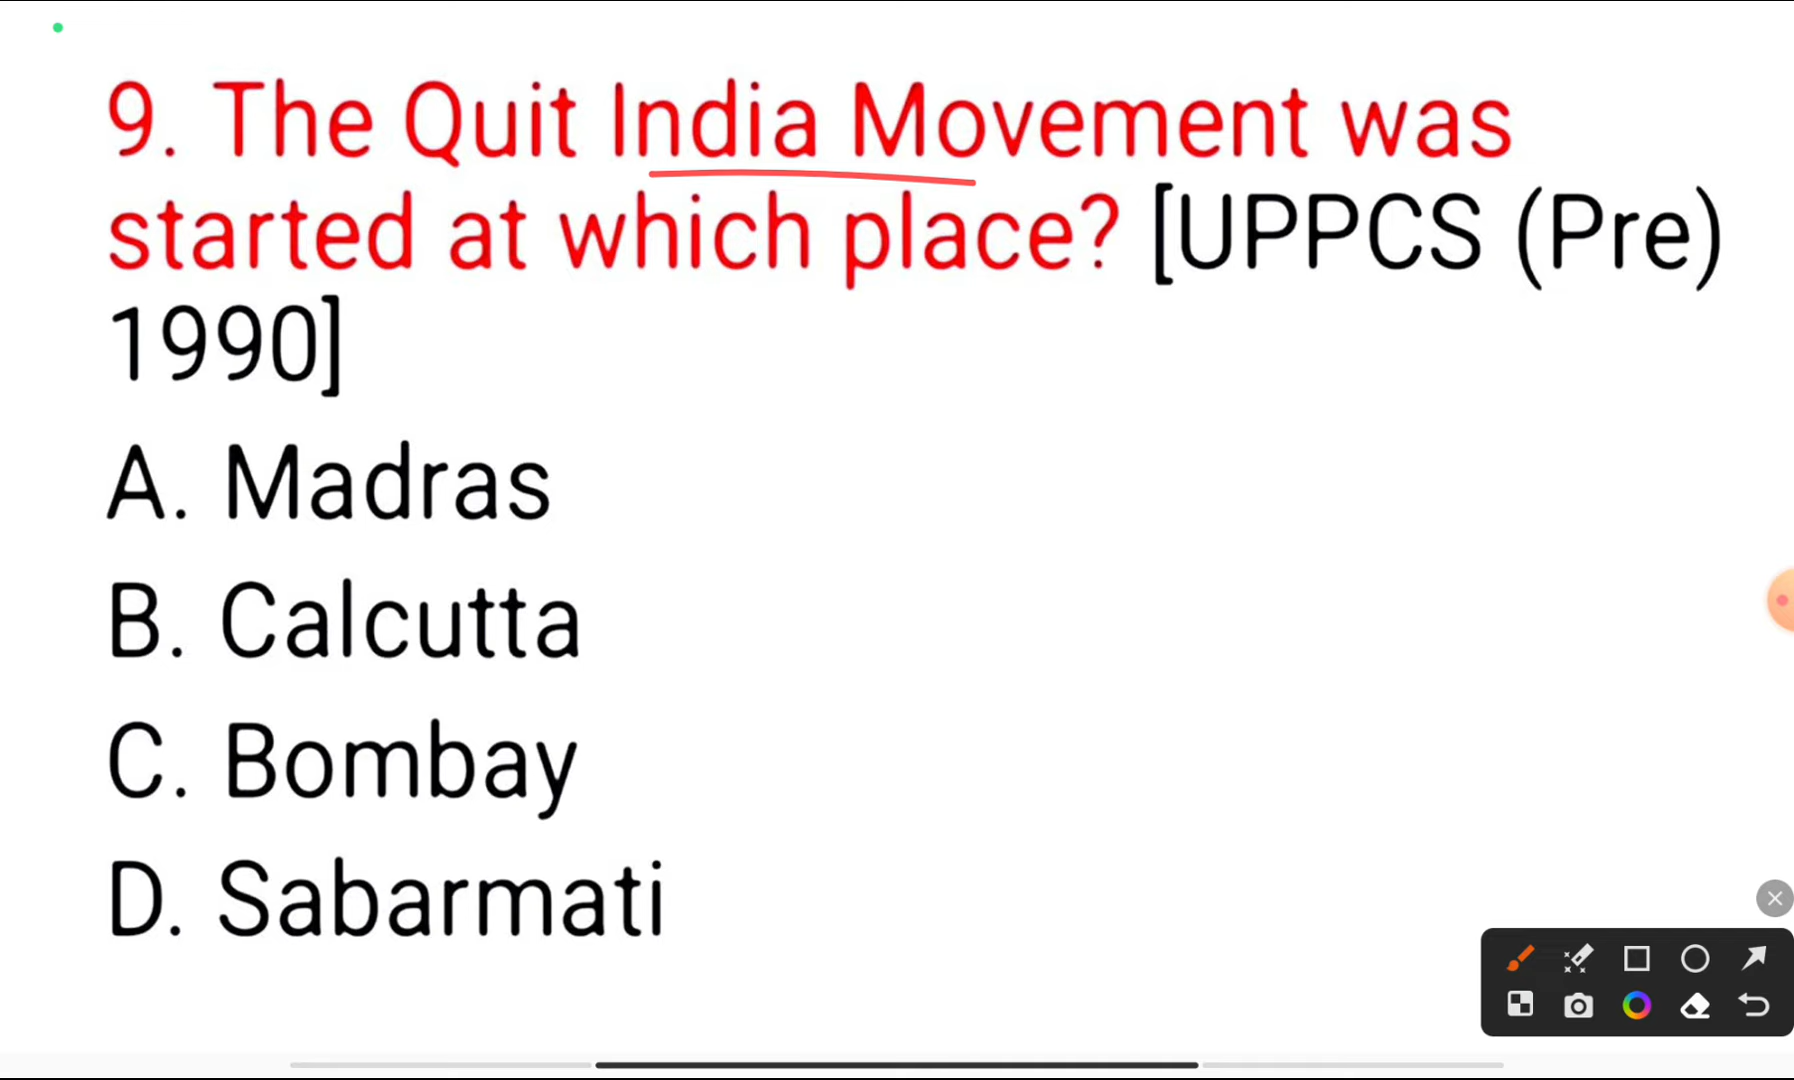 9. The Quit India Movement was
started at which place? [UPPCS (Pre)
1990]
A. Madras
B. Calcutta
C. Bombay
D. Sabarmati